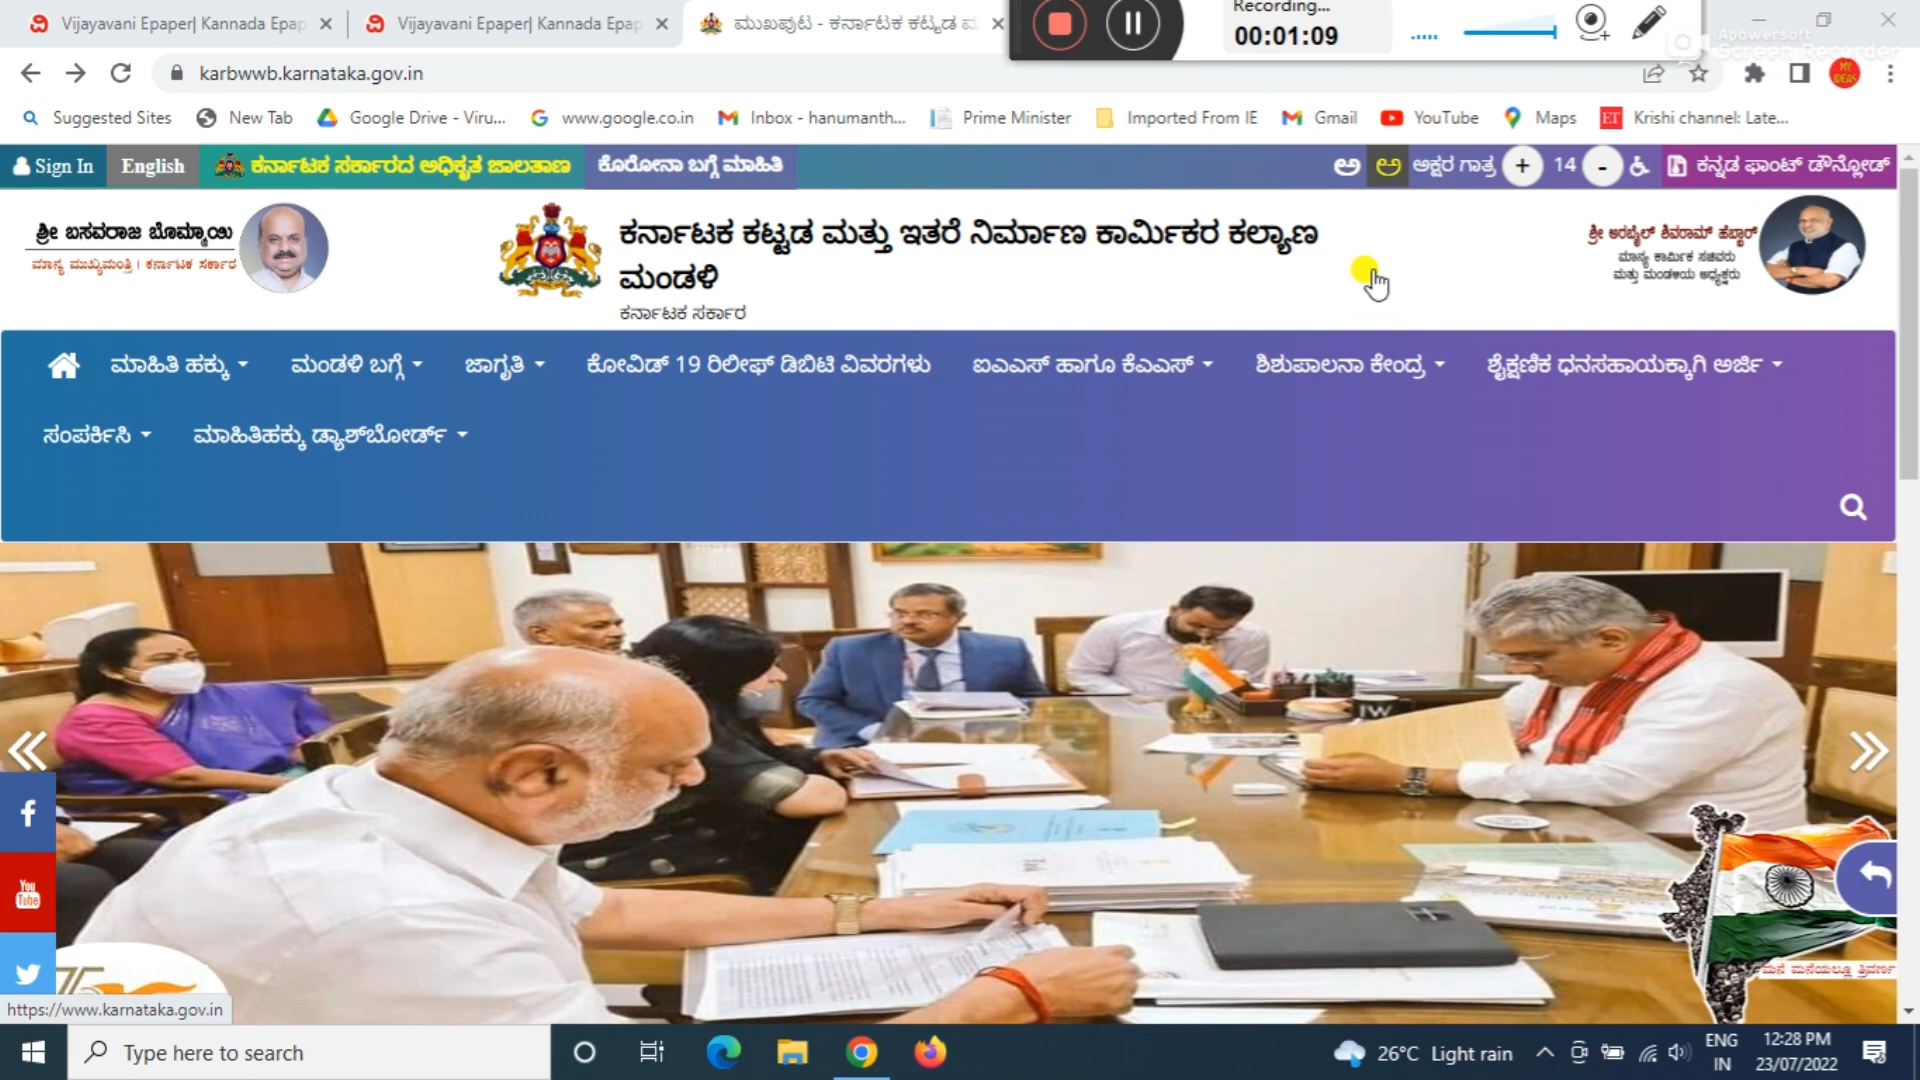 Vijayavani Epaper| Kannada Epap
Vijayavani Epaper| Kannada Epap
ಮುಖಪುಟ - ಕರ್ನಾಟಕ ಕಟ್ಟಡ ಮ
Recording...
00:01:09
Apowersoft
Screen Recorder
karbwwb.karnataka.gov.in
Suggested Sites
New Tab
Google Drive - Viru...
www.google.co.in
Inbox - hanumanth...
Prime Minister
Imported From IE
Gmail
YouTube
Maps
Krishi channel: Late...
Sign In
English
ಕರ್ನಾಟಕ ಸರ್ಕಾರದ ಅಧಿಕೃತ ಜಾಲತಾಣ
ಕೊರೋನಾ ಬಗ್ಗೆ ಮಾಹಿತಿ
ಅ
ಅ
ಅಕ್ಷರ ಗಾತ್ರ + 14 -
ಕನ್ನಡ ಫಾಂಟ್ ಡೌನ್ಲೋಡ್
ಶ್ರೀ ಬಸವರಾಜ ಬೊಮ್ಮಾಯಿ
ಮಾನ್ಯ ಮುಖ್ಯಮಂತ್ರಿ । ಕರ್ನಾಟಕ ಸರ್ಕಾರ
ಕರ್ನಾಟಕ ಕಟ್ಟಡ ಮತ್ತು ಇತರೆ ನಿರ್ಮಾಣ ಕಾರ್ಮಿಕರ ಕಲ್ಯಾಣ
ಮಂಡಳಿ
ಕರ್ನಾಟಕ ಸರ್ಕಾರ
ಶ್ರೀ ಅರಬೈಲ್ ಶಿವರಾಮ್ ಹೆಬ್ಬಾರ್
ಮಾನ್ಯ ಕಾರ್ಮಿಕ ಸಚಿವರು
ಮತ್ತು ಮಂಡಳಿಯ ಅಧ್ಯಕ್ಷರು
ಮಾಹಿತಿ ಹಕ್ಕು
ಮಂಡಳಿ ಬಗ್ಗೆ
ಜಾಗೃತಿ
ಕೋವಿಡ್ 19 ರಿಲೀಫ್ ಡಿಬಿಟಿ ವಿವರಗಳು
ಐಎಎಸ್ ಹಾಗೂ ಕೆಎಎಸ್
ಶಿಶುಪಾಲನಾ ಕೇಂದ್ರ
ಶೈಕ್ಷಣಿಕ ಧನಸಹಾಯಕ್ಕಾಗಿ ಅರ್ಜಿ
ಸಂಪರ್ಕಿಸಿ
ಮಾಹಿತಿಹಕ್ಕು ಡ್ಯಾಶ್‌ಬೋರ್ಡ್
You
Tube
75
ಮನೆ ಮನೆಯಲ್ಲೂ ತ್ರಿವರ್ಣ
https://www.karnataka.gov.in
Type here to search
26°C Light rain
ENG
IN
12:28 PM
23/07/2022